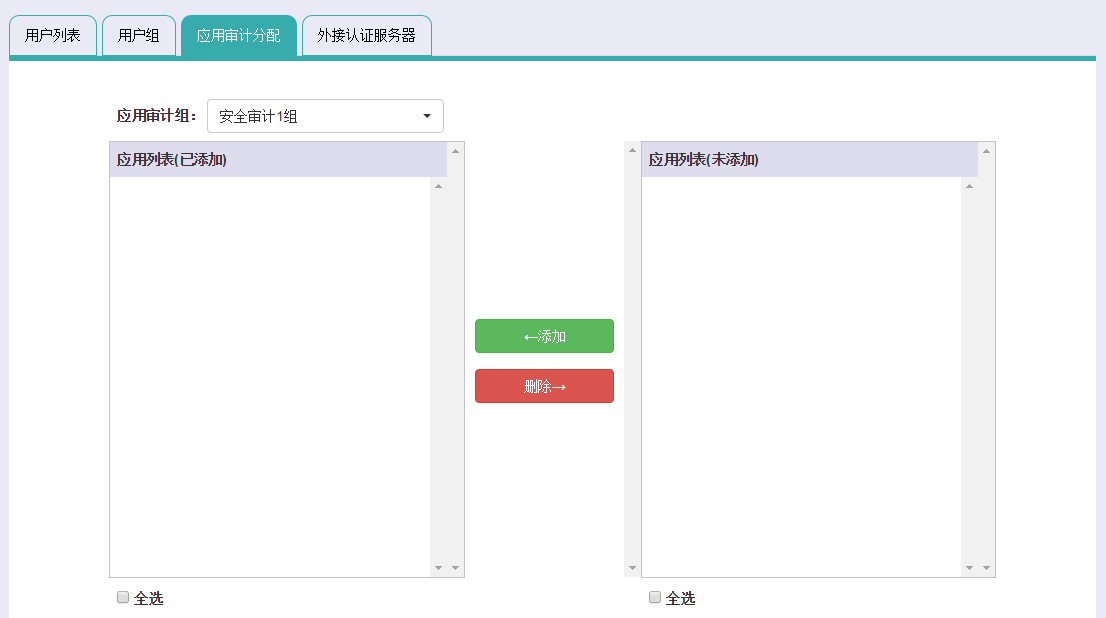 用户列表 用户组 应用审计分配 外接认证服务器
应用审计组： 安全审计1组
应用列表(已添加) 应用列表(未添加)
←添加
删除→
全选 全选